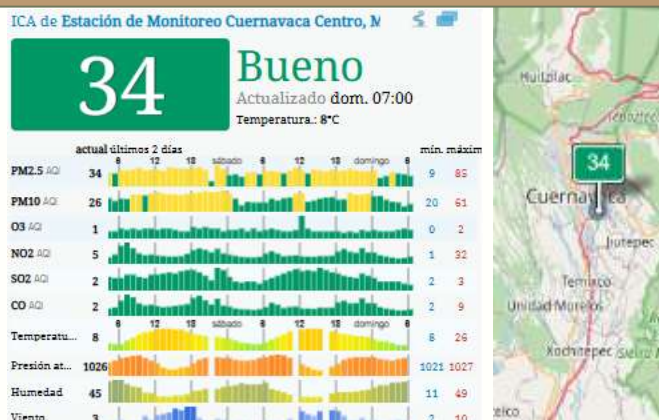 ICA de Estación de Monitoreo Cuernavaca Centro, M
34
Bueno
Actualizado dom. 07:00
Temperatura.: 8°C
actual últimos 2 días
mín. máxim
6 12 18 sábado 6 12 18 domingo 6
PM2.5 AQI 34 9 85
PM10 AQI 26 20 61
O3 AQI 1 0 2
NO2 AQI 5 1 32
SO2 AQI 2 2 3
CO AQI 2 2 9
6 12 18 sábado 6 12 18 domingo 6
Temperatu... 8 8 26
Presión at... 1026 1021 1027
Humedad 45 11 49
Viento 3 2 10
Huitzilac
34
Cuernavaca
Jiutepec
Temixco
Unidad Morelos
Xochitepec